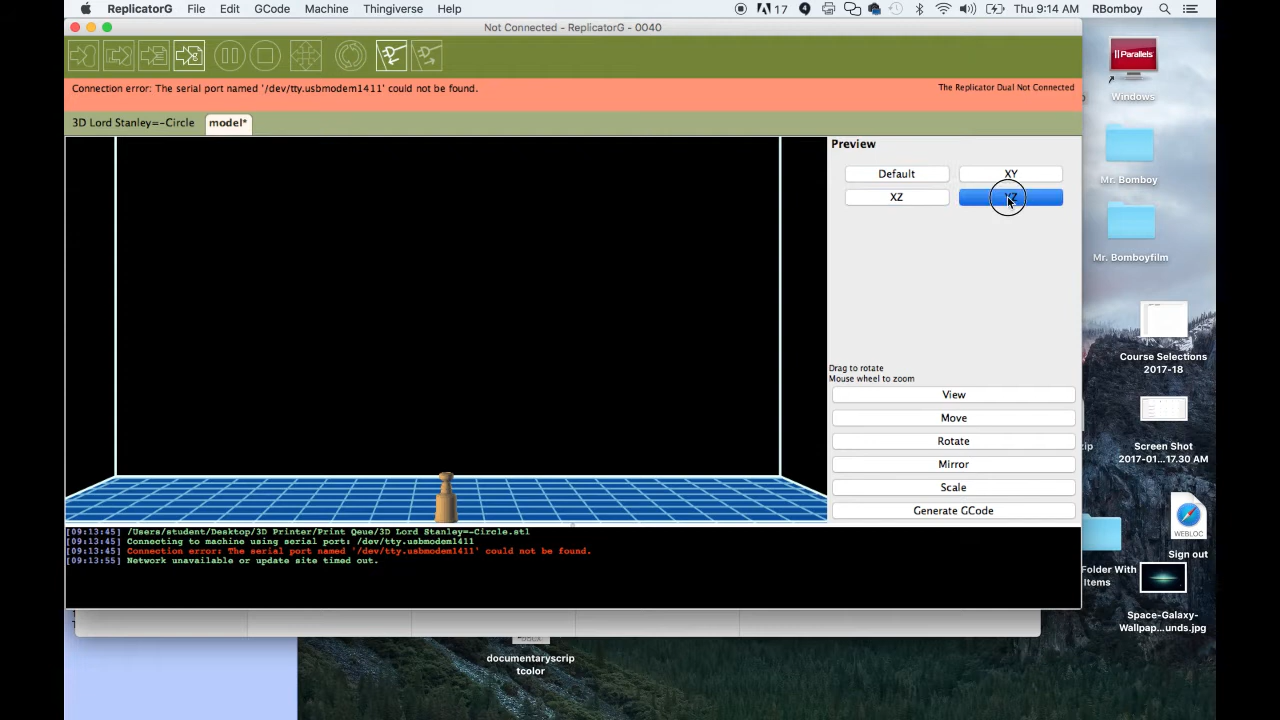 ReplicatorG File Edit GCode Machine Thingiverse Help
17 4 Thu 9:14 AM RBomboy
Not Connected - ReplicatorG - 0040
Connection error: The serial port named '/dev/tty.usbmodem1411' could not be found.
The Replicator Dual Not Connected
3D Lord Stanley=-Circle model*
Preview
Default XY
XZ YZ
Drag to rotate
Mouse wheel to zoom
View
Move
Rotate
Mirror
Scale
Generate GCode
[09:13:45] /Users/student/Desktop/3D Printer/Print Qeue/3D Lord Stanley=-Circle.stl
[09:13:45] Connecting to machine using serial port: /dev/tty.usbmodem1411
[09:13:45] Connection error: The serial port named '/dev/tty.usbmodem1411' could not be found.
[09:13:55] Network unavailable or update site timed out.
|| Parallels
Windows
Mr. Bomboy
Mr. Bomboyfilm
Course Selections
2017-18
zip
Screen Shot
2017-01...17.30 AM
WEBLOC
Sign out
Folder With
Items
Space-Galaxy-
Wallpap...unds.jpg
documentaryscrip
tcolor